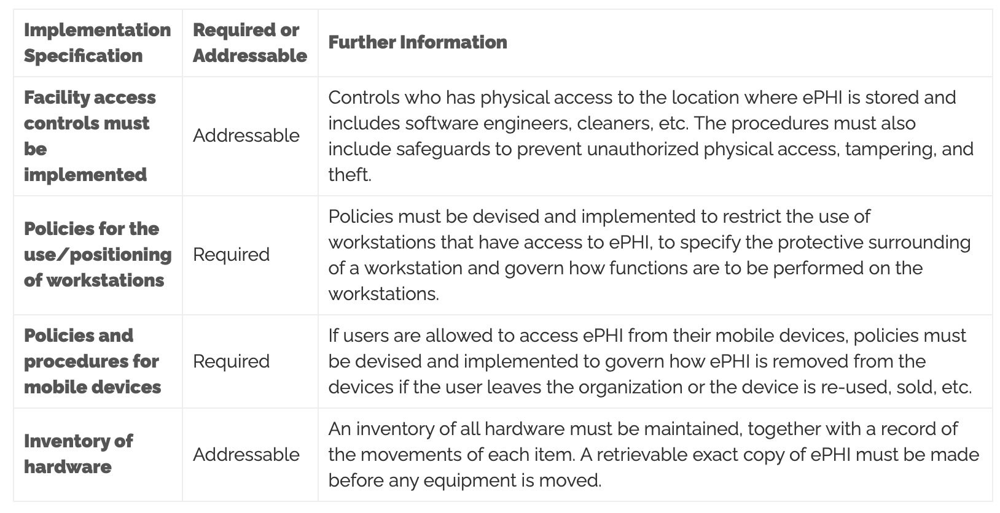 Implementation
Specification
Required or
Addressable
Further Information
Facility access
controls must
be
implemented
Addressable
Controls who has physical access to the location where ePHI is stored and
includes software engineers, cleaners, etc. The procedures must also
include safeguards to prevent unauthorized physical access, tampering, and
theft.
Policies for the
use/positioning
of workstations
Required
Policies must be devised and implemented to restrict the use of
workstations that have access to ePHI, to specify the protective surrounding
of a workstation and govern how functions are to be performed on the
workstations.
Policies and
procedures for
mobile devices
Required
If users are allowed to access ePHI from their mobile devices, policies must
be devised and implemented to govern how ePHI is removed from the
devices if the user leaves the organization or the device is re-used, sold, etc.
Inventory of
hardware
Addressable
An inventory of all hardware must be maintained, together with a record of
the movements of each item. A retrievable exact copy of ePHI must be made
before any equipment is moved.